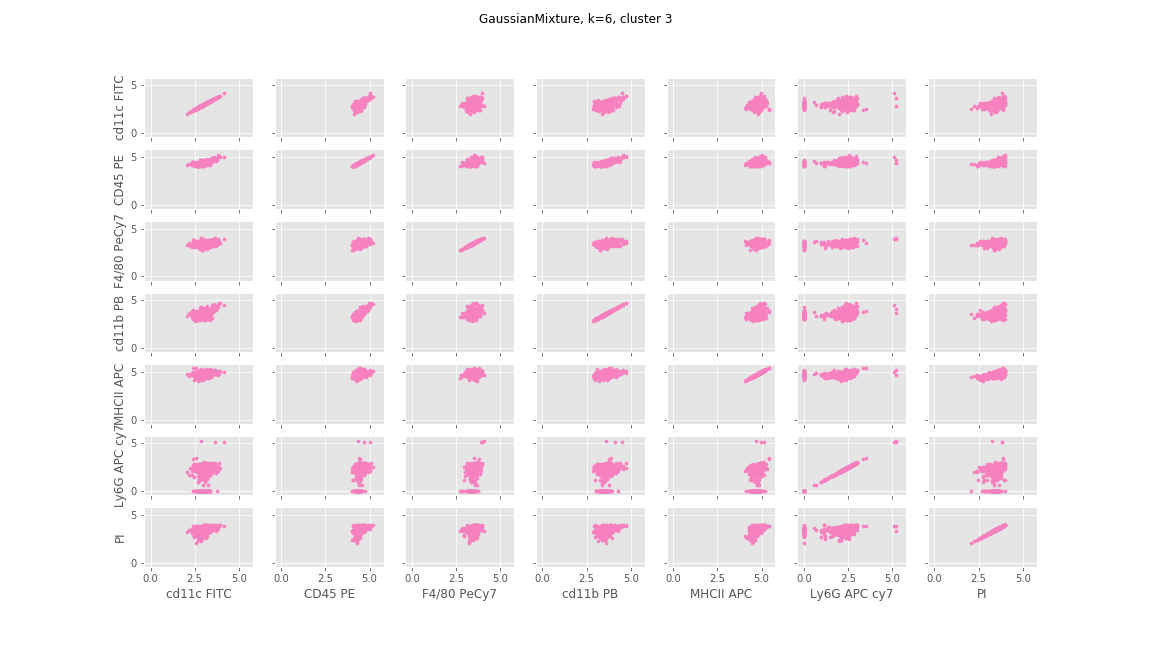 GaussianMixture, k=6, cluster 3
cd11c FITC
5
0
CD45 PE
5
0
F4/80 PeCy7
5
0
cd11b PB
5
0
MHCII APC
5
0
Ly6G APC cy7
5
0
PI
5
0
0.0 2.5 5.0 0.0 2.5 5.0 0.0 2.5 5.0 0.0 2.5 5.0 0.0 2.5 5.0 0.0 2.5 5.0 0.0 2.5 5.0
cd11c FITC CD45 PE F4/80 PeCy7 cd11b PB MHCII APC Ly6G APC cy7 PI